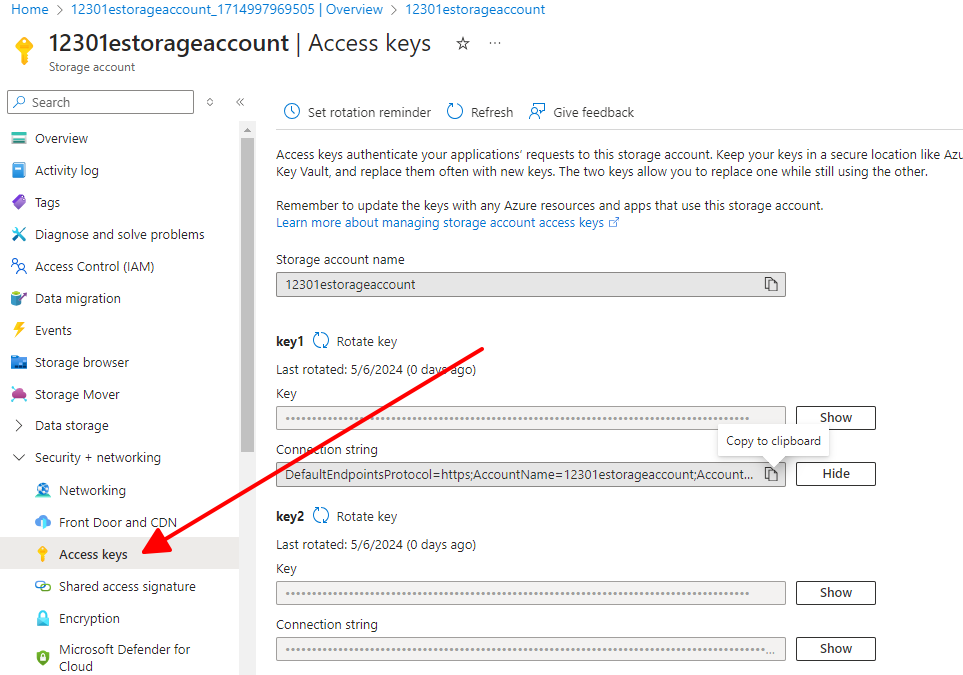 Home > 12301estorageaccount_1714997969505 | Overview > 12301estorageaccount
12301estorageaccount | Access keys
Storage account
Search
Set rotation reminder
Refresh
Give feedback
Overview
Activity log
Tags
Diagnose and solve problems
Access Control (IAM)
Data migration
Events
Storage browser
Storage Mover
Data storage
Security + networking
Networking
Front Door and CDN
Access keys
Shared access signature
Encryption
Microsoft Defender for
Cloud
Access keys authenticate your applications' requests to this storage account. Keep your keys in a secure location like Azu
Key Vault, and replace them often with new keys. The two keys allow you to replace one while still using the other.
Remember to update the keys with any Azure resources and apps that use this storage account.
Learn more about managing storage account access keys
Storage account name
12301estorageaccount
key1 Rotate key
Last rotated: 5/6/2024 (0 days ago)
Key
Show
Copy to clipboard
Connection string
DefaultEndpointsProtocol=https;AccountName=12301estorageaccount;Account...
Hide
key2 Rotate key
Last rotated: 5/6/2024 (0 days ago)
Key
Show
Connection string
Show